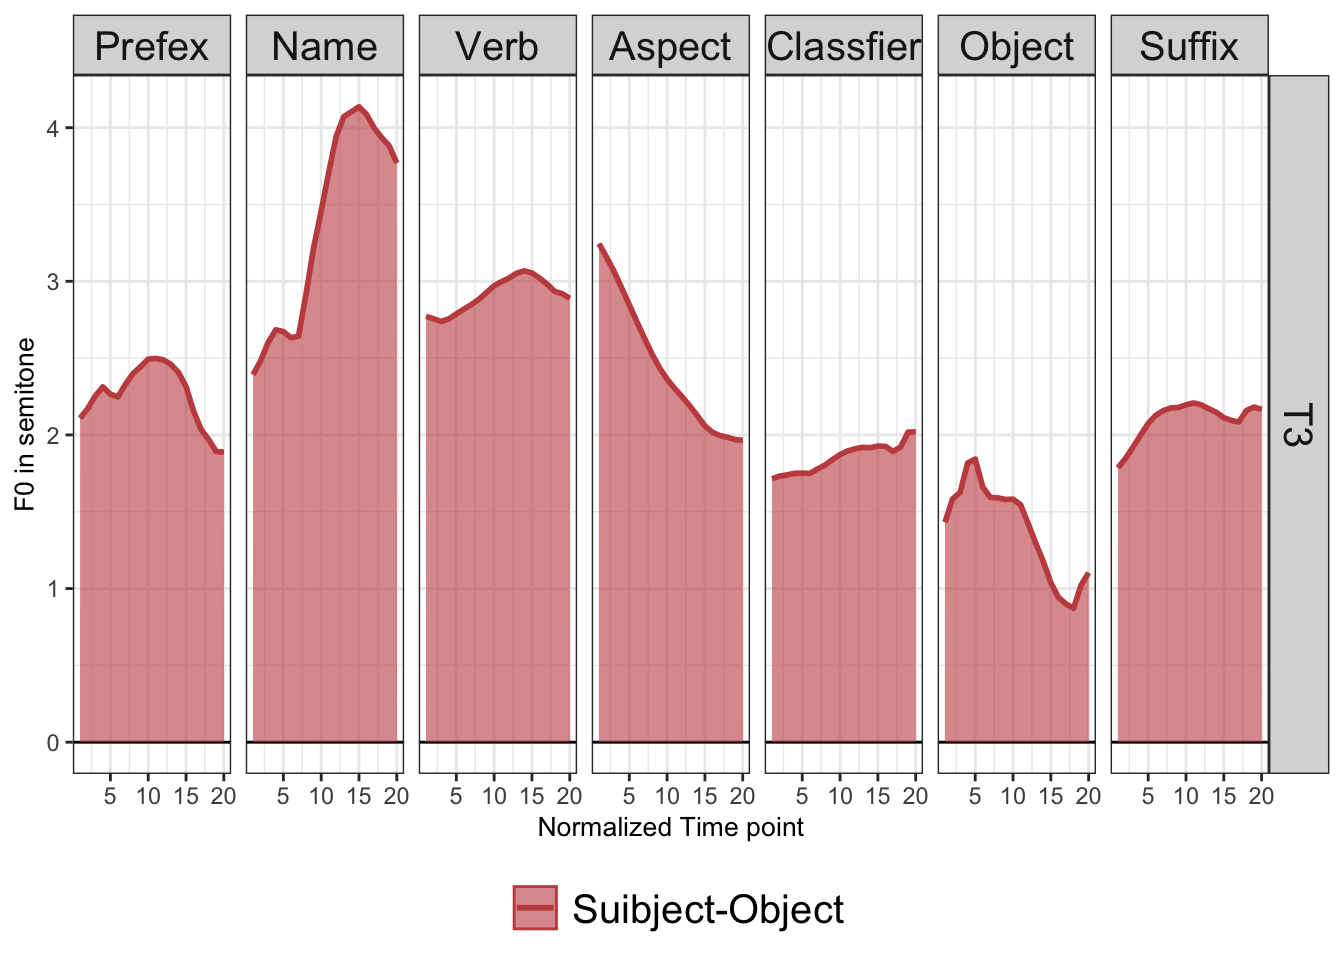 Prefex Name Verb Aspect Classfier Object Suffix
T3
F0 in semitone
4
3
2
1
0
5 10 15 20 5 10 15 20 5 10 15 20 5 10 15 20 5 10 15 20 5 10 15 20 5 10 15 20
Normalized Time point
Suibject-Object